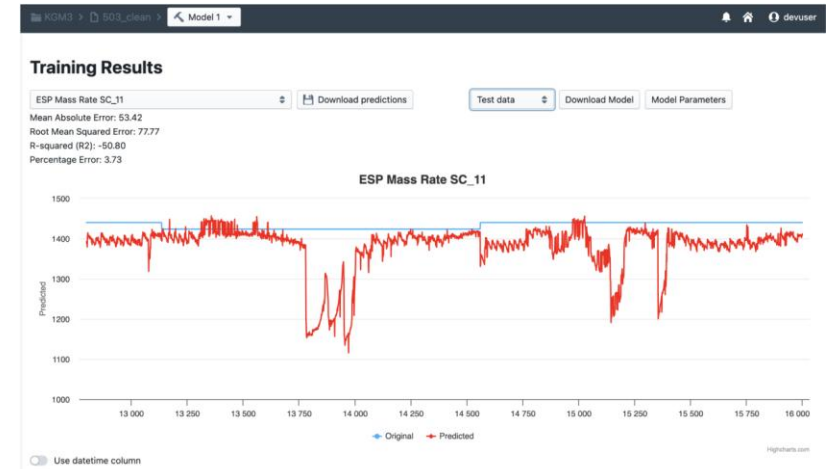 KGM3 > 503_clean > Model 1 devuser
Training Results
ESP Mass Rate SC_11 Download predictions Test data Download Model Model Parameters
Mean Absolute Error: 53.42
Root Mean Squared Error: 77.77
R-squared (R2): -50.80
Percentage Error: 3.73
ESP Mass Rate SC_11
1500
1400
1300
1200
1100
1000
Predicted
13 000 13 250 13 500 13 750 14 000 14 250 14 500 14 750 15 000 15 250 15 500 15 750 16 000
Original Predicted
Highcharts.com
Use datetime column